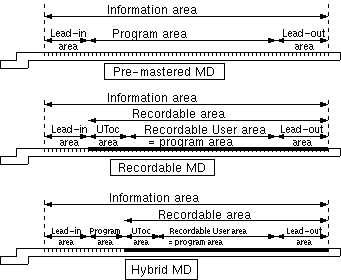 Information area
Program area
Lead-in area
Lead-out area
Pre-mastered MD
Information area
Recordable area
Lead-in area
UToc area
Recordable User area = program area
Lead-out area
Recordable MD
Information area
Recordable area
Lead-in area
Program area
UToc area
Recordable User area = program area
Lead-out area
Hybrid MD